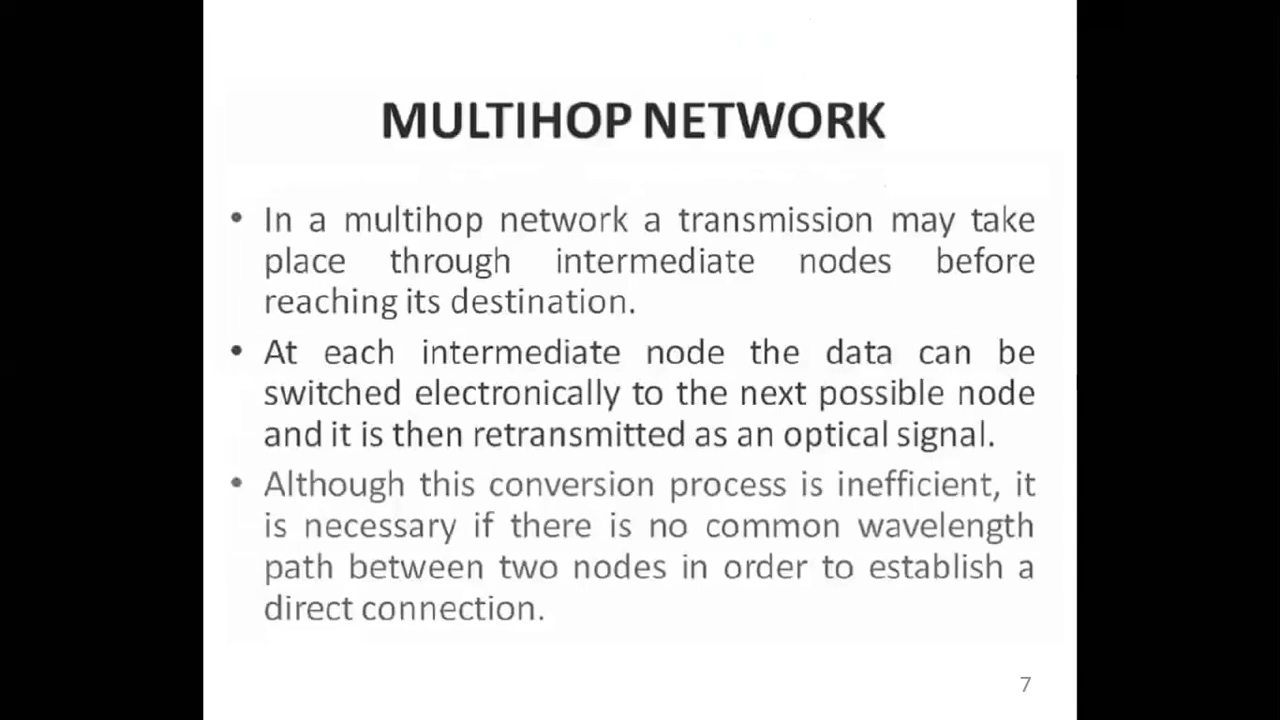 MULTIHOP NETWORK
• In a multihop network a transmission may take
place through intermediate nodes before
reaching its destination.
• At each intermediate node the data can be
switched electronically to the next possible node
and it is then retransmitted as an optical signal.
• Although this conversion process is inefficient, it
is necessary if there is no common wavelength
path between two nodes in order to establish a
direct connection.
7